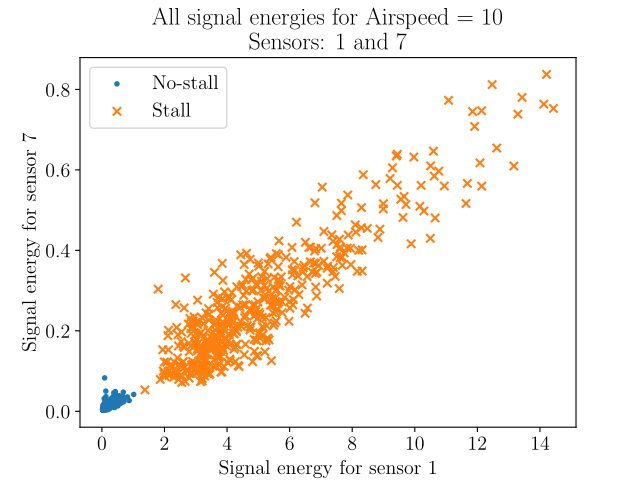 All signal energies for Airspeed = 10
Sensors: 1 and 7
No-stall
Stall
Signal energy for sensor 7
0.8
0.6
0.4
0.2
0.0
0 2 4 6 8 10 12 14
Signal energy for sensor 1